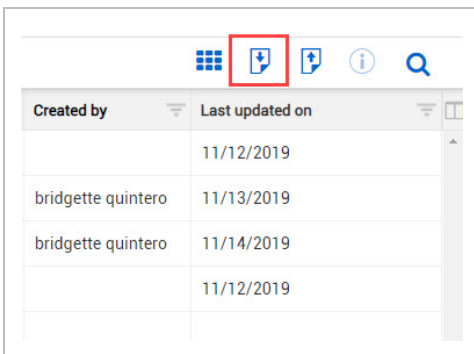 Created by Last updated on
11/12/2019
bridgette quintero 11/13/2019
bridgette quintero 11/14/2019
11/12/2019